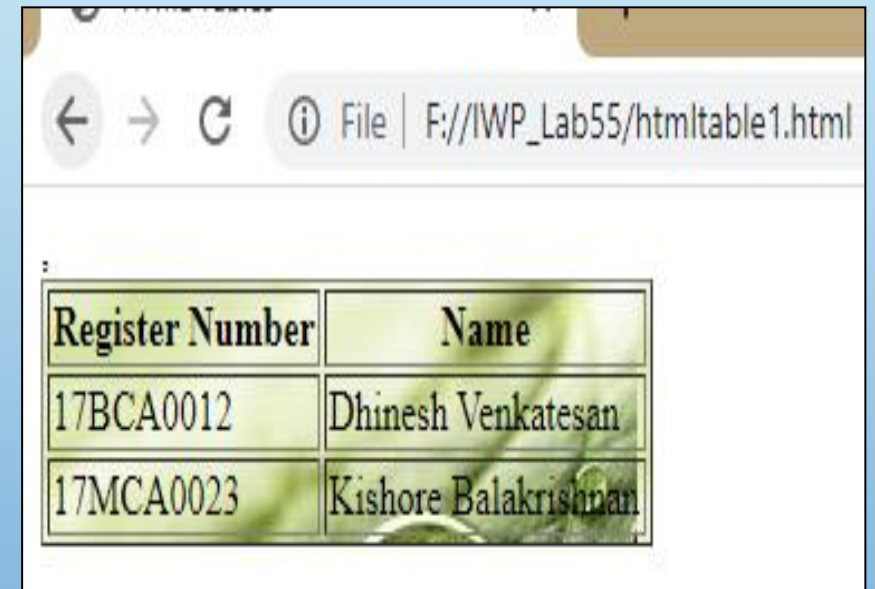 File F://IWP_Lab55/htmltable1.html
Register Number Name
17BCA0012 Dhinesh Venkatesan
17MCA0023 Kishore Balakrishnan